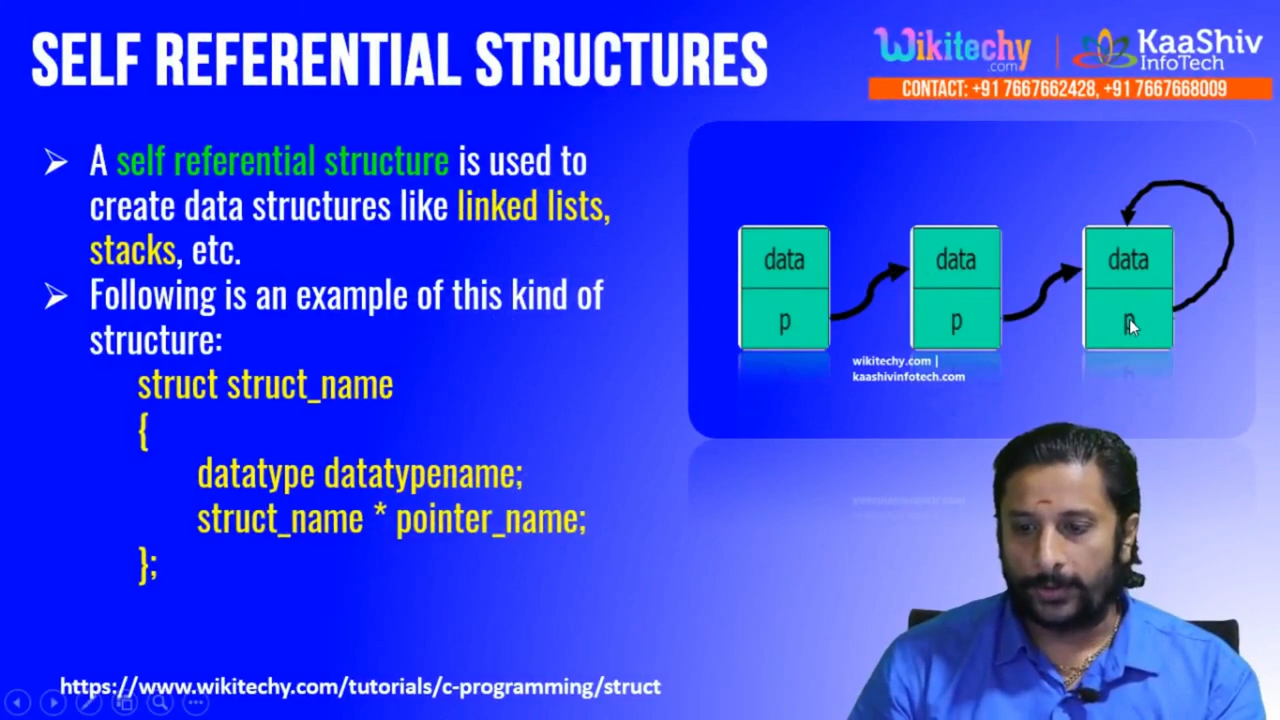 SELF REFERENTIAL STRUCTURES
Wikitechy
.com
KaaShiv
InfoTech
CONTACT: +91 7667662428, +91 7667668009
A self referential structure is used to
create data structures like linked lists,
stacks, etc.
Following is an example of this kind of
structure:
struct struct_name
{
datatype datatypename;
struct_name * pointer_name;
};
data
p
data
p
data
p
wikitechy.com |
kaashivinfotech.com
https://www.wikitechy.com/tutorials/c-programming/struct